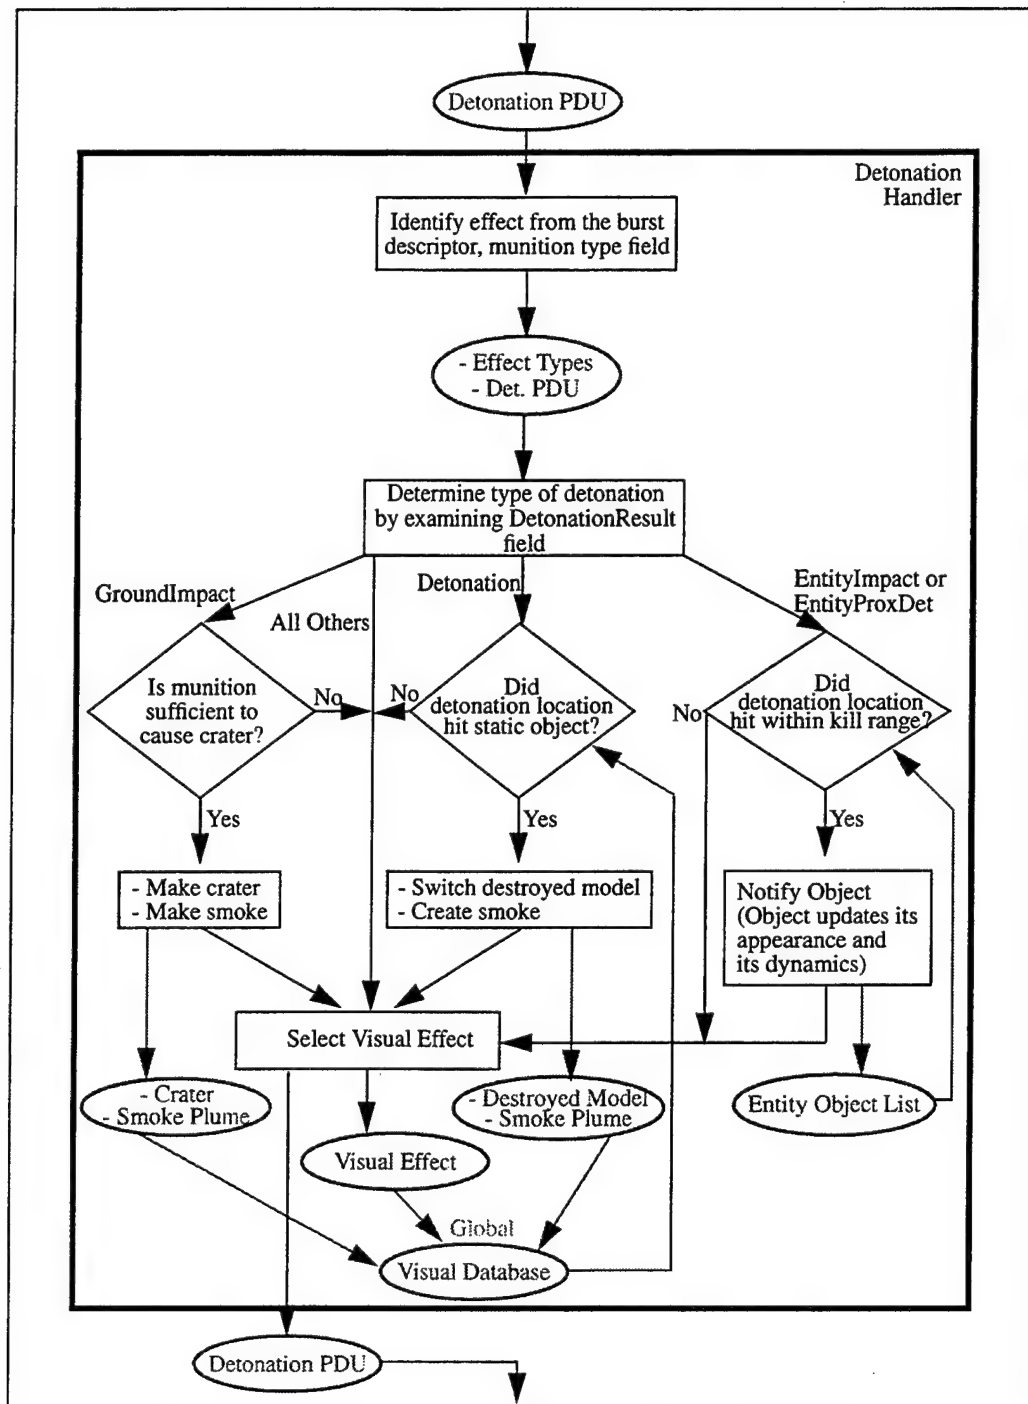 Detonation PDU
Detonation
Handler
Identify effect from the burst
descriptor, munition type field
- Effect Types
- Det. PDU
Determine type of detonation
by examining DetonationResult
field
GroundImpact
All Others
Detonation
EntityImpact or
EntityProxDet
Is munition
sufficient to
cause crater?
No
No
Did
detonation location
hit static object?
No
Did
detonation location
hit within kill range?
Yes
Yes
Yes
- Make crater
- Make smoke
- Switch destroyed model
- Create smoke
Notify Object
(Object updates its
appearance and
its dynamics)
Select Visual Effect
- Crater
- Smoke Plume
- Destroyed Model
- Smoke Plume
Entity Object List
Visual Effect
Global
Visual Database
Detonation PDU